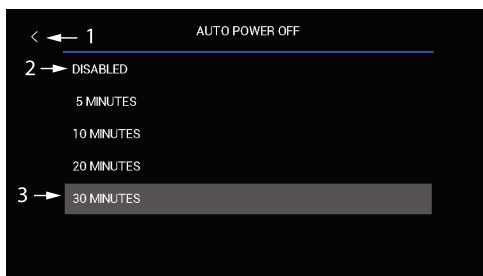 < 1 AUTO POWER OFF
2 DISABLED
5 MINUTES
10 MINUTES
20 MINUTES
3 30 MINUTES